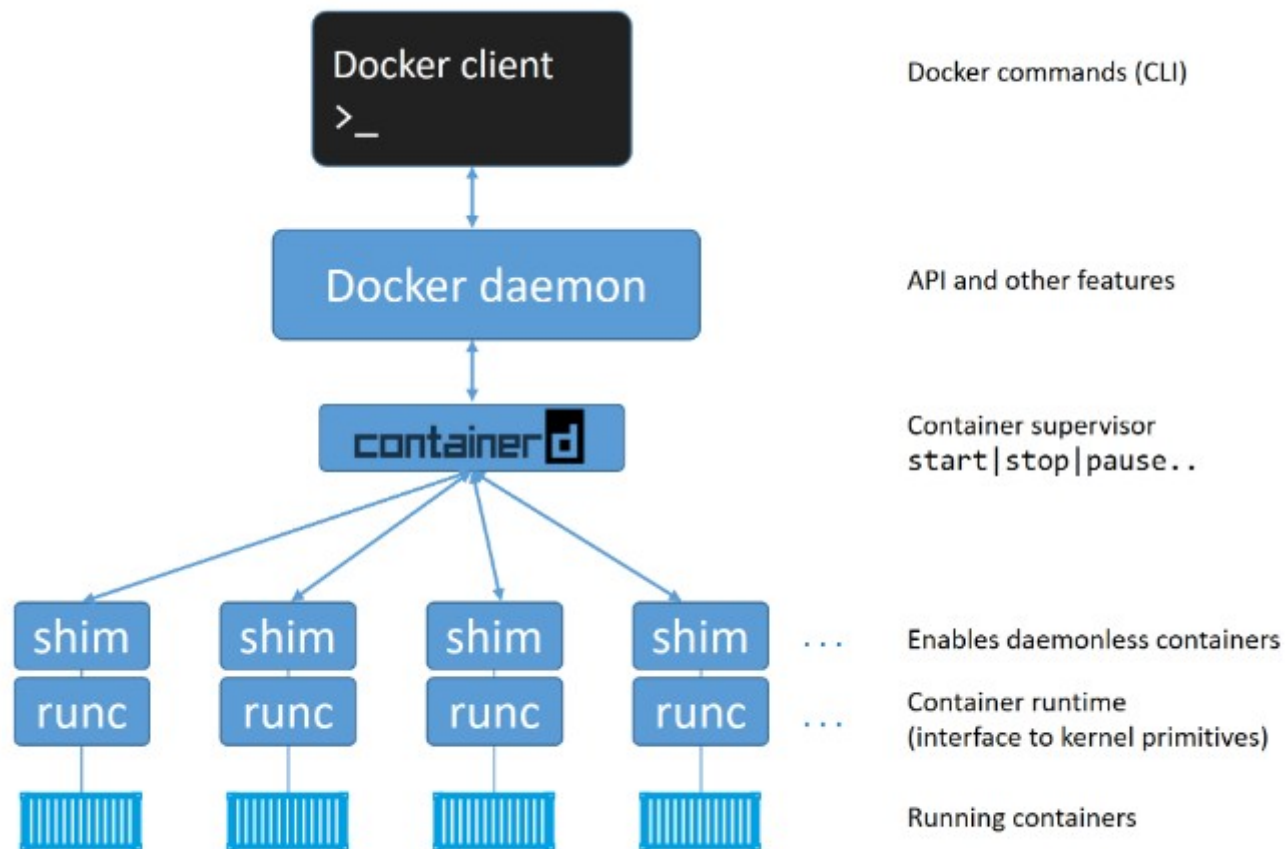 Docker client
>_
Docker commands (CLI)
Docker daemon
API and other features
containerd
Container supervisor
start|stop|pause..
shim shim shim shim ...
Enables daemonless containers
runc runc runc runc ...
Container runtime
(interface to kernel primitives)
Running containers